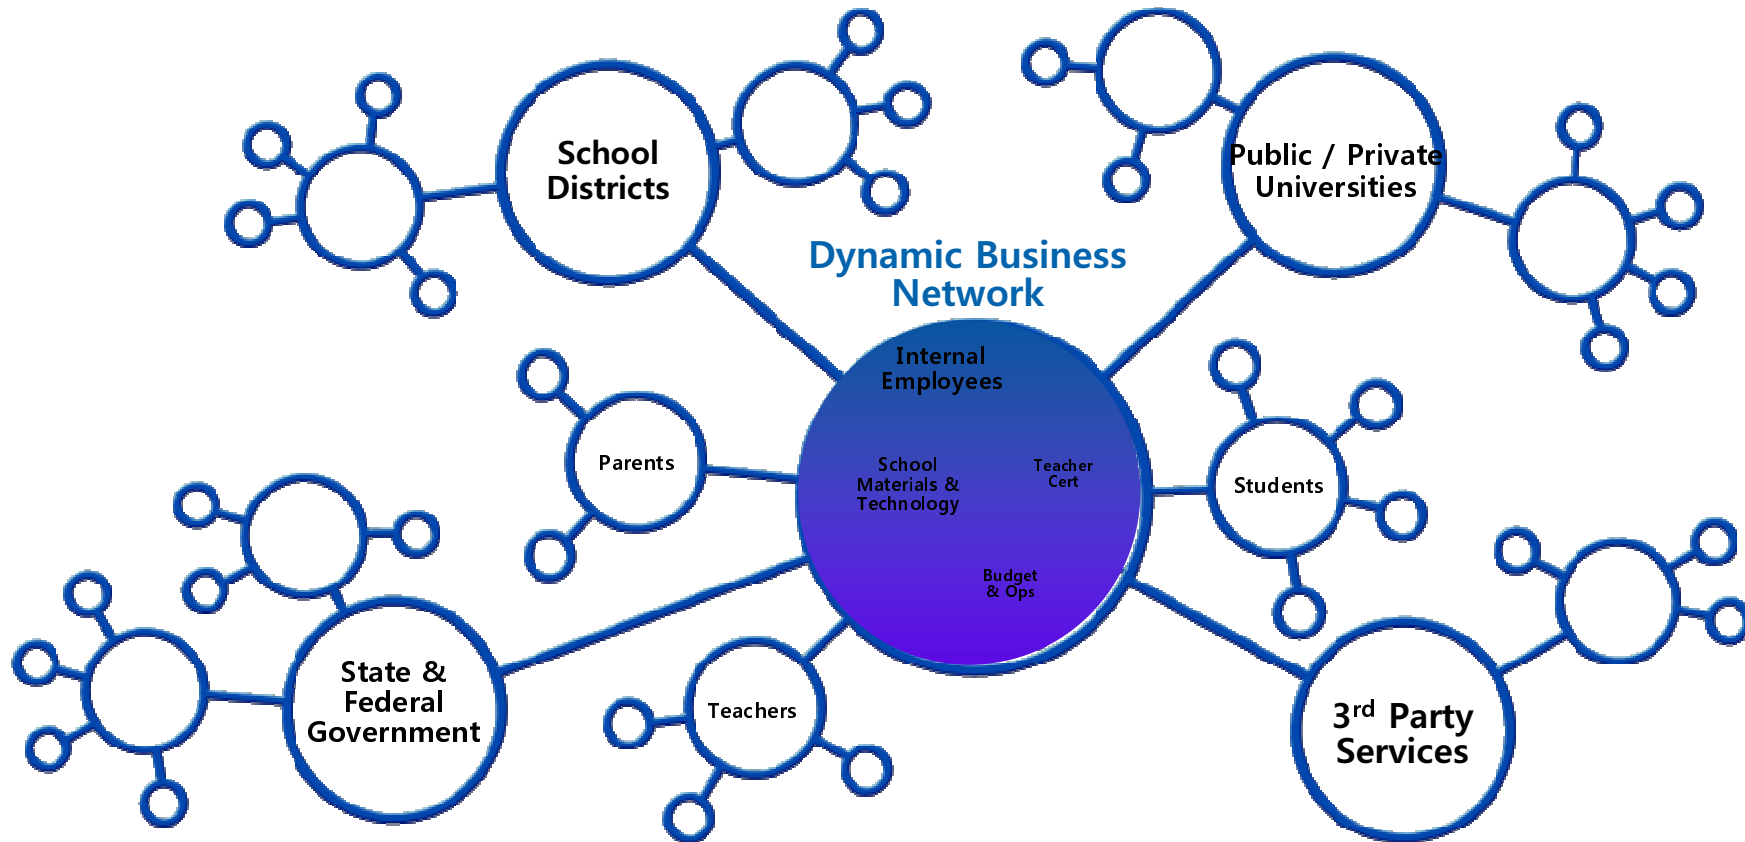 School
Districts
Public / Private
Universities
Dynamic Business
Network
Internal
Employees
Parents
School
Materials &
Technology
Teacher
Cert
Students
Budget
& Ops
State &
Federal
Government
Teachers
3rd Party
Services